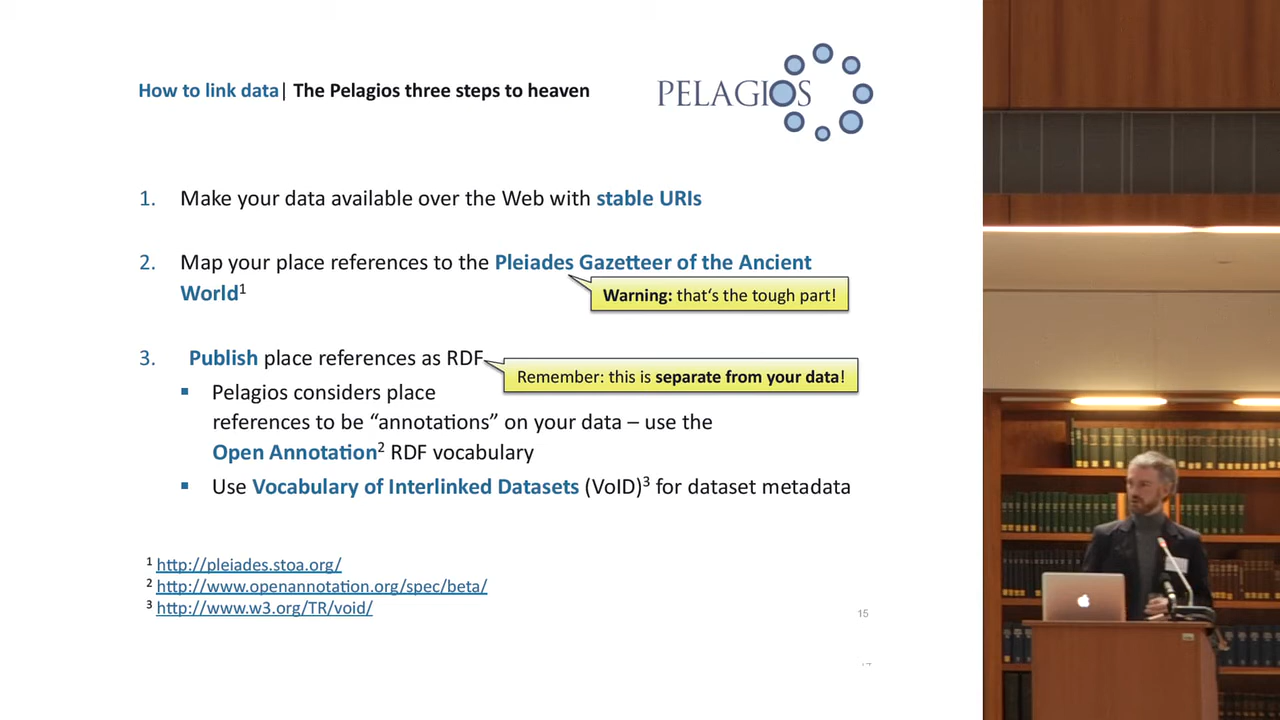 How to link data| The Pelagios three steps to heaven
PELAGIOS
1. Make your data available over the Web with stable URIs
2. Map your place references to the Pleiades Gazetteer of the Ancient
World¹
Warning: that‘s the tough part!
3. Publish place references as RDF
Remember: this is separate from your data!
▪ Pelagios considers place
references to be “annotations” on your data – use the
Open Annotation² RDF vocabulary
▪ Use Vocabulary of Interlinked Datasets (VoID)³ for dataset metadata
¹ http://pleiades.stoa.org/
² http://www.openannotation.org/spec/beta/
³ http://www.w3.org/TR/void/
15